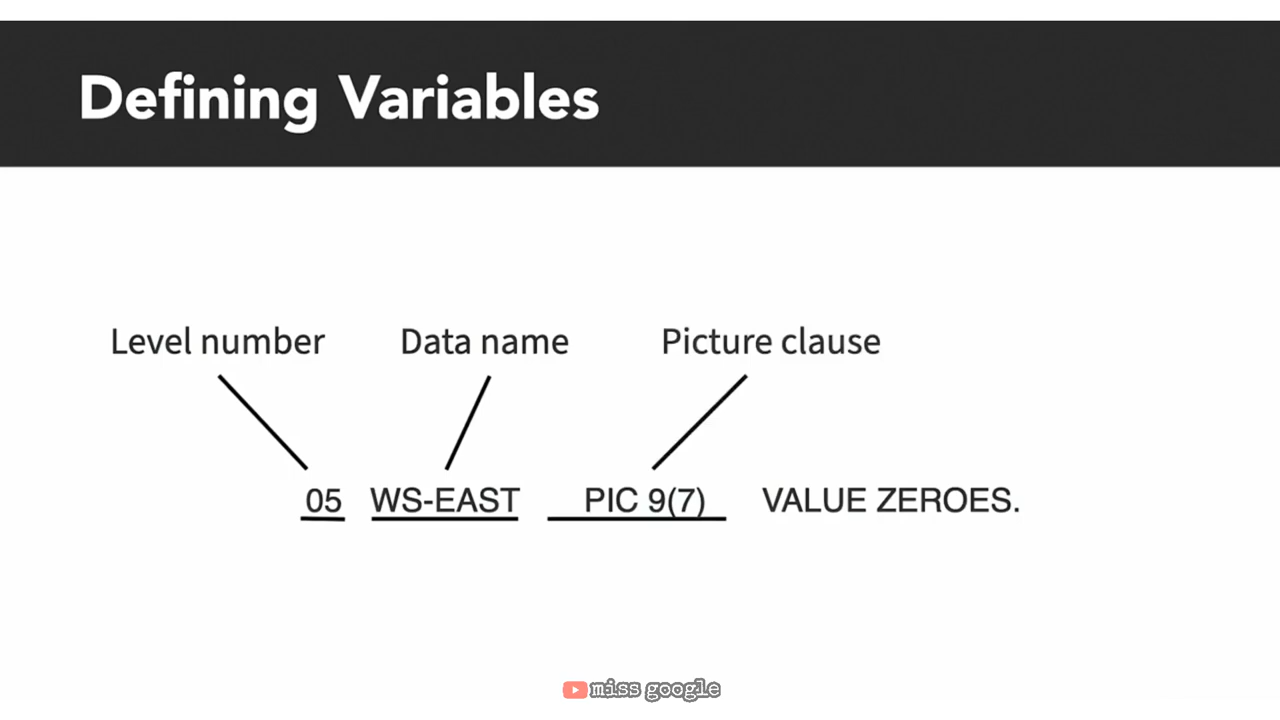 Defining Variables
Level number Data name Picture clause
05 WS-EAST PIC 9(7) VALUE ZEROES.
miss google